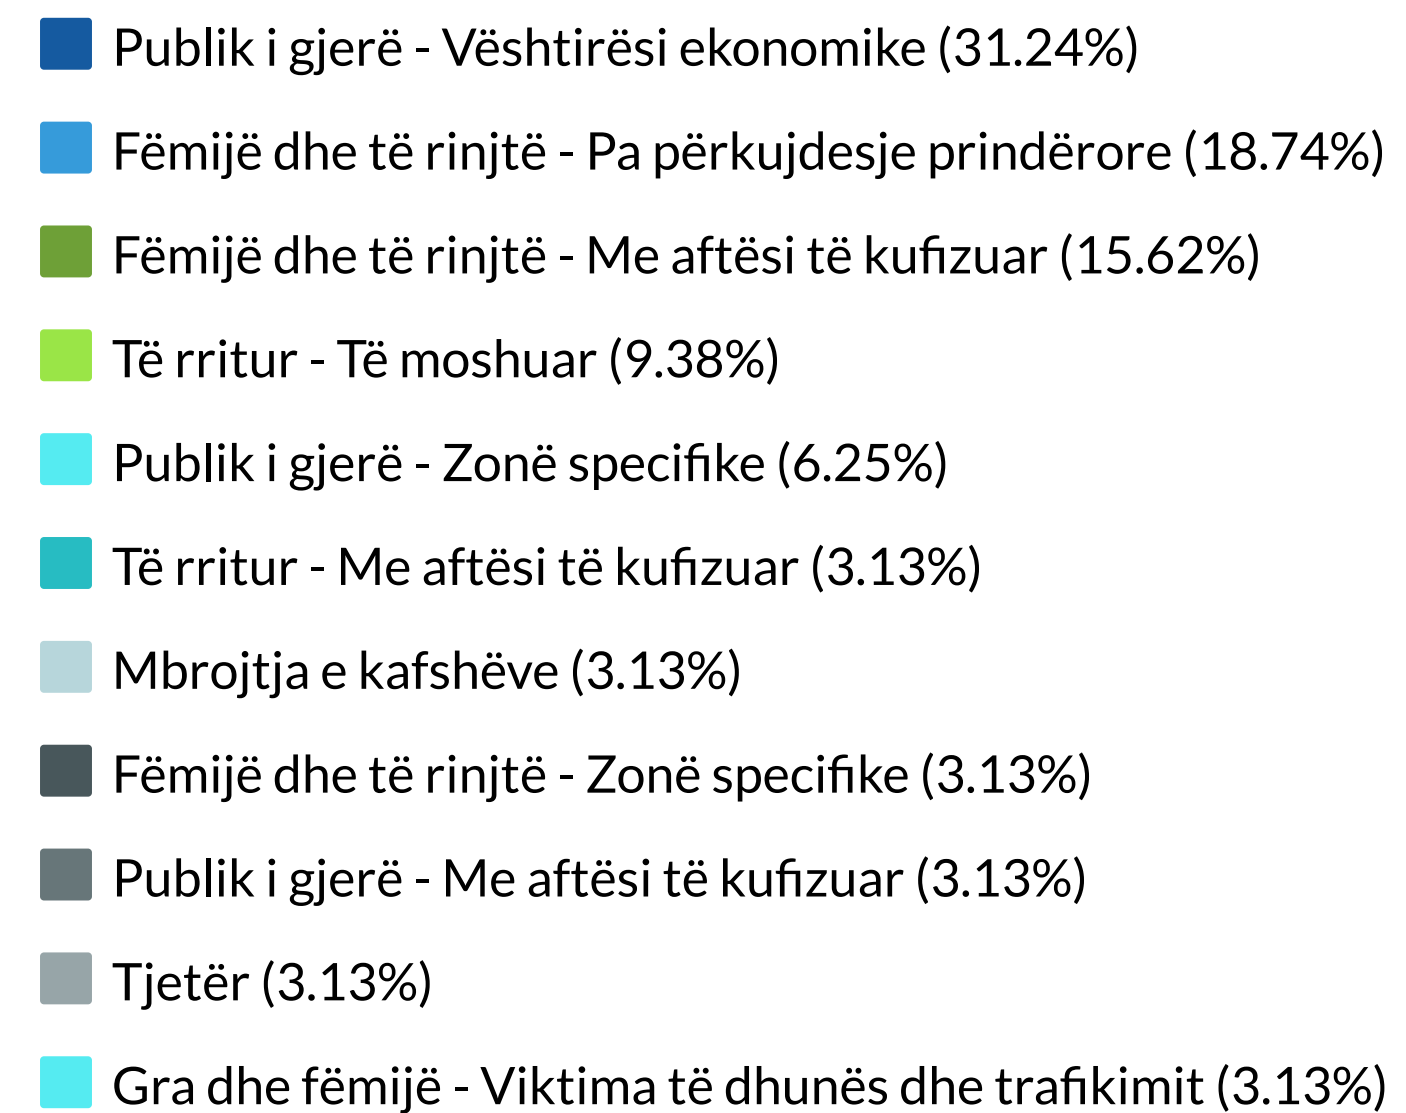 Publik i gjerë - Vështirësi ekonomike (31.24%)
Fëmijë dhe të rinjtë - Pa përkujdesje prindërore (18.74%)
Fëmijë dhe të rinjtë - Me aftësi të kufizuar (15.62%)
Të rritur - Të moshuar (9.38%)
Publik i gjerë - Zonë specifike (6.25%)
Të rritur - Me aftësi të kufizuar (3.13%)
Mbrojtja e kafshëve (3.13%)
Fëmijë dhe të rinjtë - Zonë specifike (3.13%)
Publik i gjerë - Me aftësi të kufizuar (3.13%)
Tjetër (3.13%)
Gra dhe fëmijë - Viktima të dhunës dhe trafikimit (3.13%)